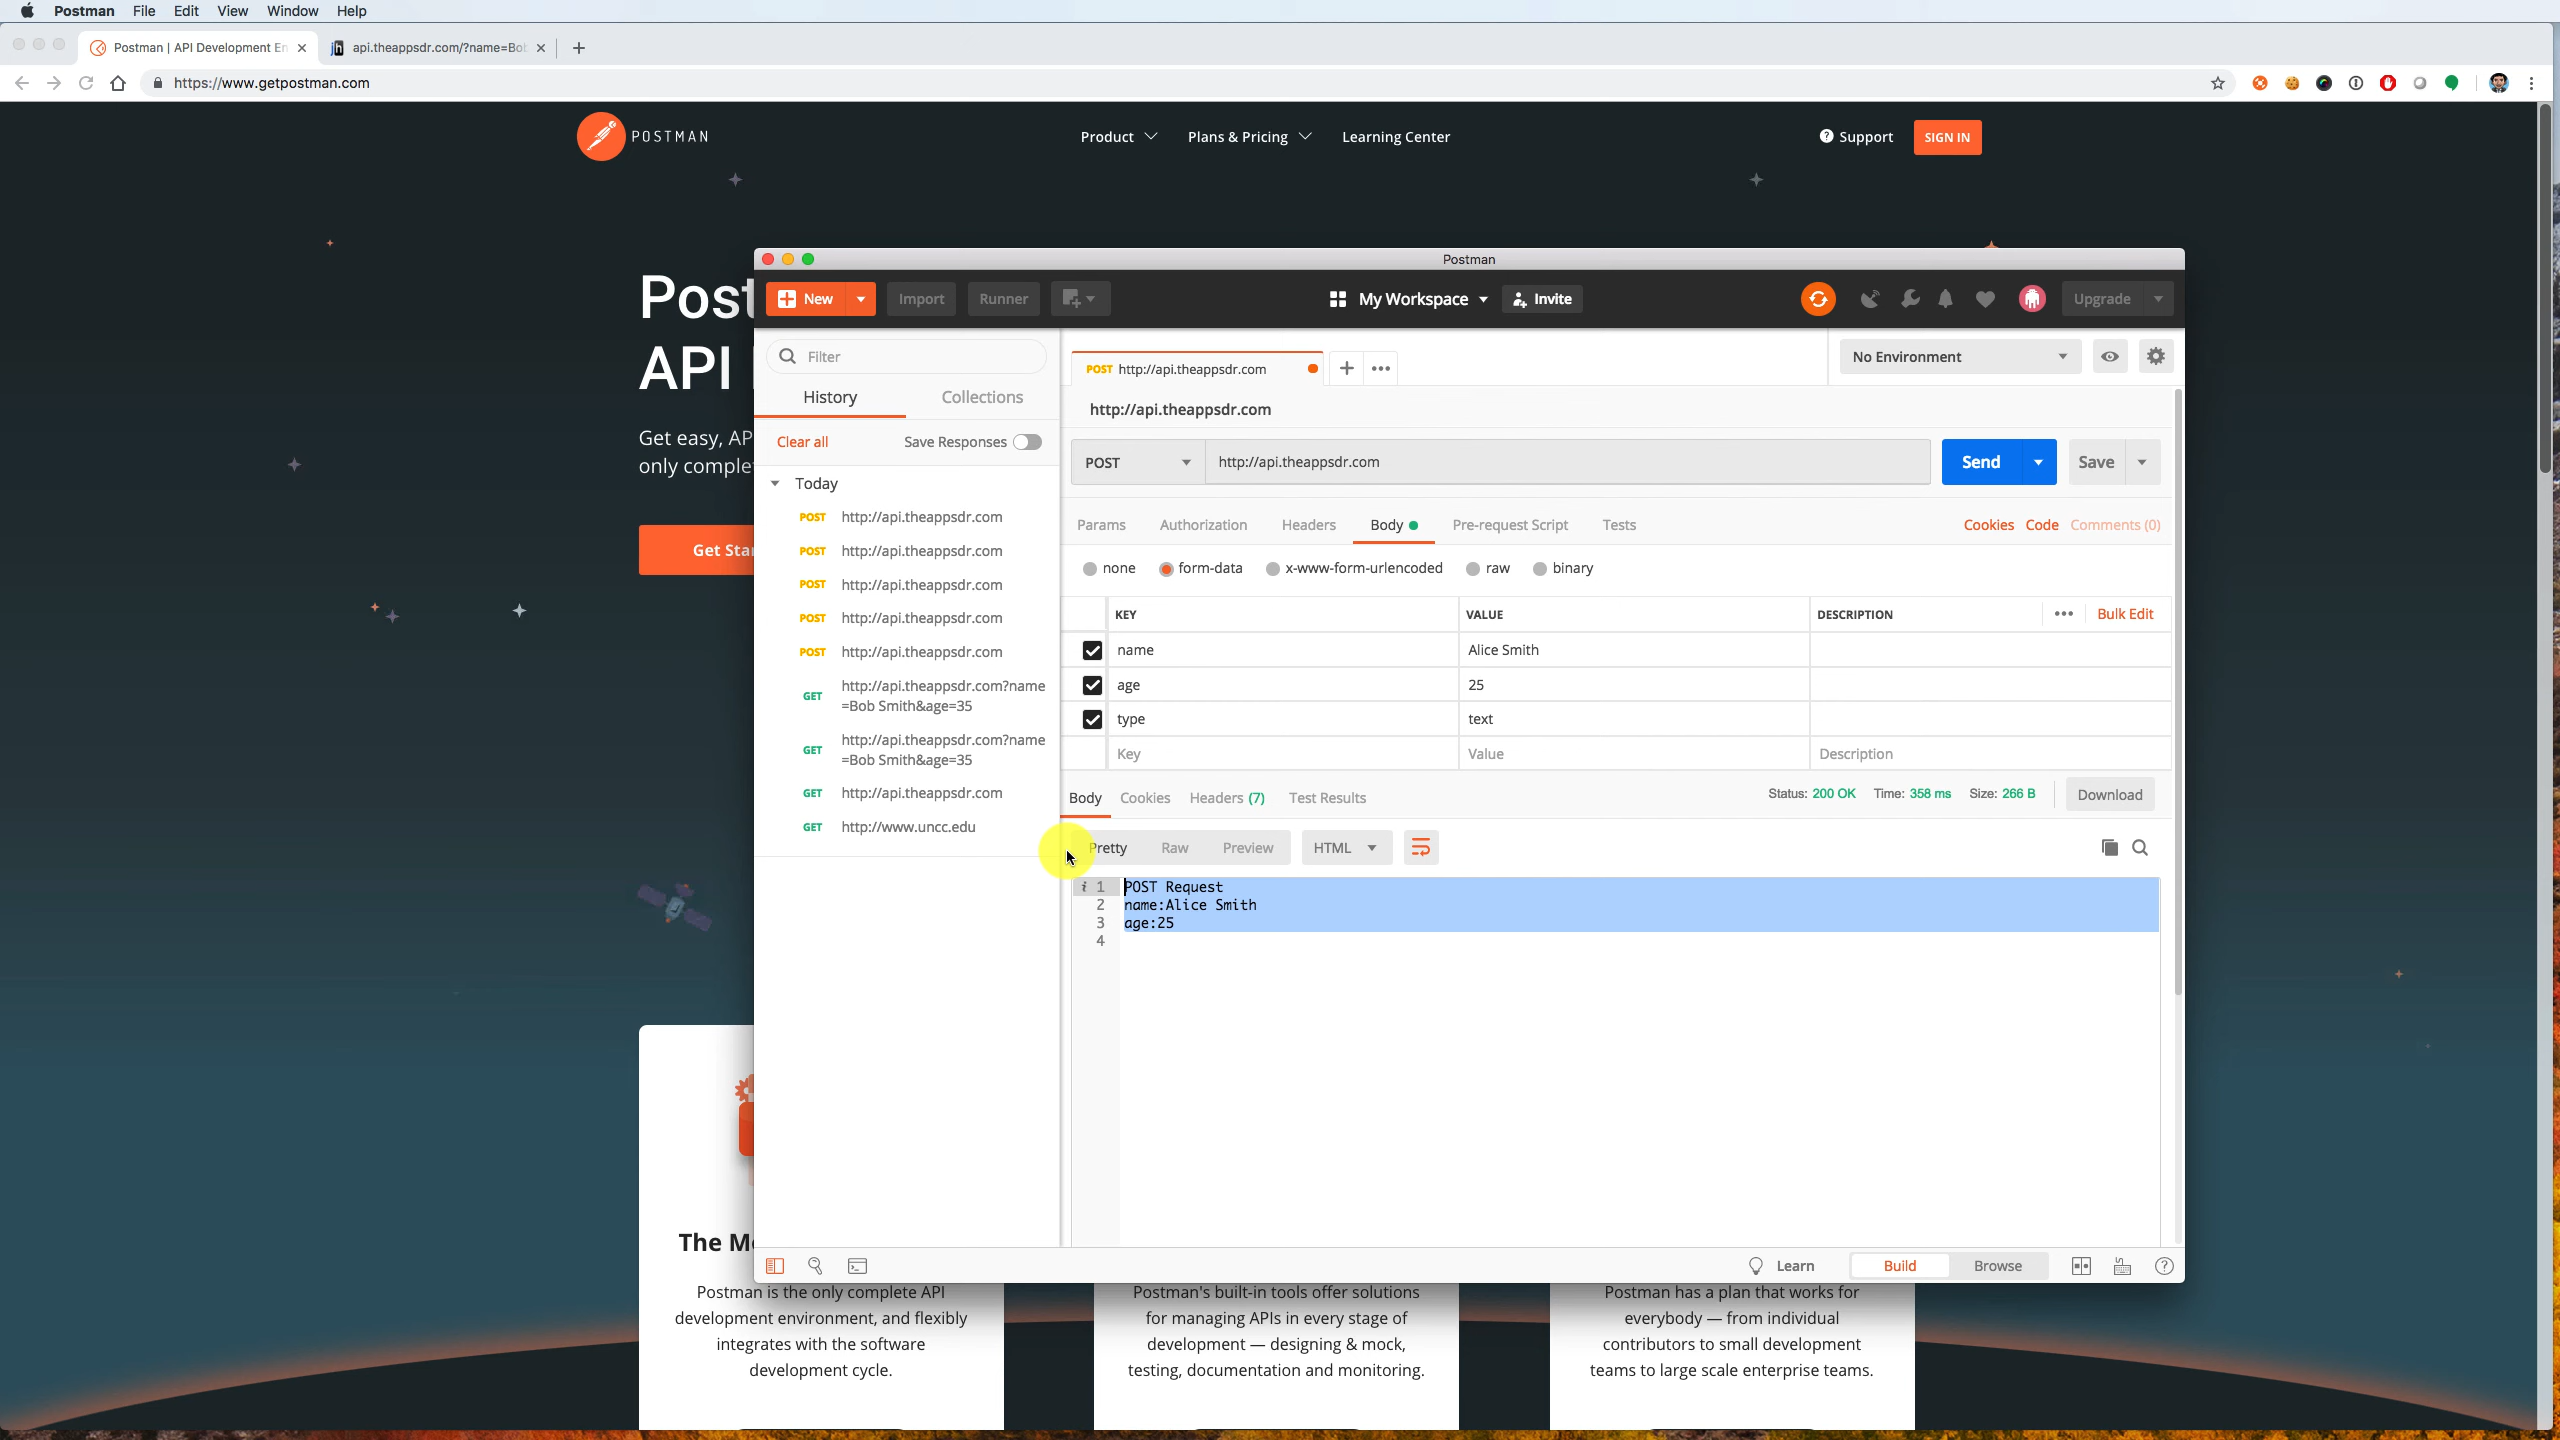 Postman File Edit View Window Help
Postman | API Development En
api.theappsdr.com/?name=Bo
https://www.getpostman.com
POSTMAN
Product
Plans & Pricing
Learning Center
Support
SIGN IN
Post
API
Get easy, AP
only comple
Get Star
Postman
New
Import
Runner
My Workspace
Invite
Upgrade
Filter
History
Collections
Clear all
Save Responses
Today
POST http://api.theappsdr.com
POST http://api.theappsdr.com
POST http://api.theappsdr.com
POST http://api.theappsdr.com
POST http://api.theappsdr.com
GET http://api.theappsdr.com?name
=Bob Smith&age=35
GET http://api.theappsdr.com?name
=Bob Smith&age=35
GET http://api.theappsdr.com
GET http://www.uncc.edu
POST http://api.theappsdr.com
No Environment
http://api.theappsdr.com
POST
http://api.theappsdr.com
Send
Save
Params Authorization Headers Body Pre-request Script Tests
Cookies Code Comments (0)
none form-data x-www-form-urlencoded raw binary
KEY VALUE DESCRIPTION Bulk Edit
name Alice Smith
age 25
type text
Key Value Description
Body Cookies Headers (7) Test Results
Status: 200 OK Time: 358 ms Size: 266 B
Download
Pretty Raw Preview HTML
i 1 POST Request
2 name:Alice Smith
3 age:25
4
Learn
Build
Browse
The M
Postman is the only complete API
development environment, and flexibly
integrates with the software
development cycle.
Postman's built-in tools offer solutions
for managing APIs in every stage of
development — designing & mock,
testing, documentation and monitoring.
Postman has a plan that works for
everybody — from individual
contributors to small development
teams to large scale enterprise teams.